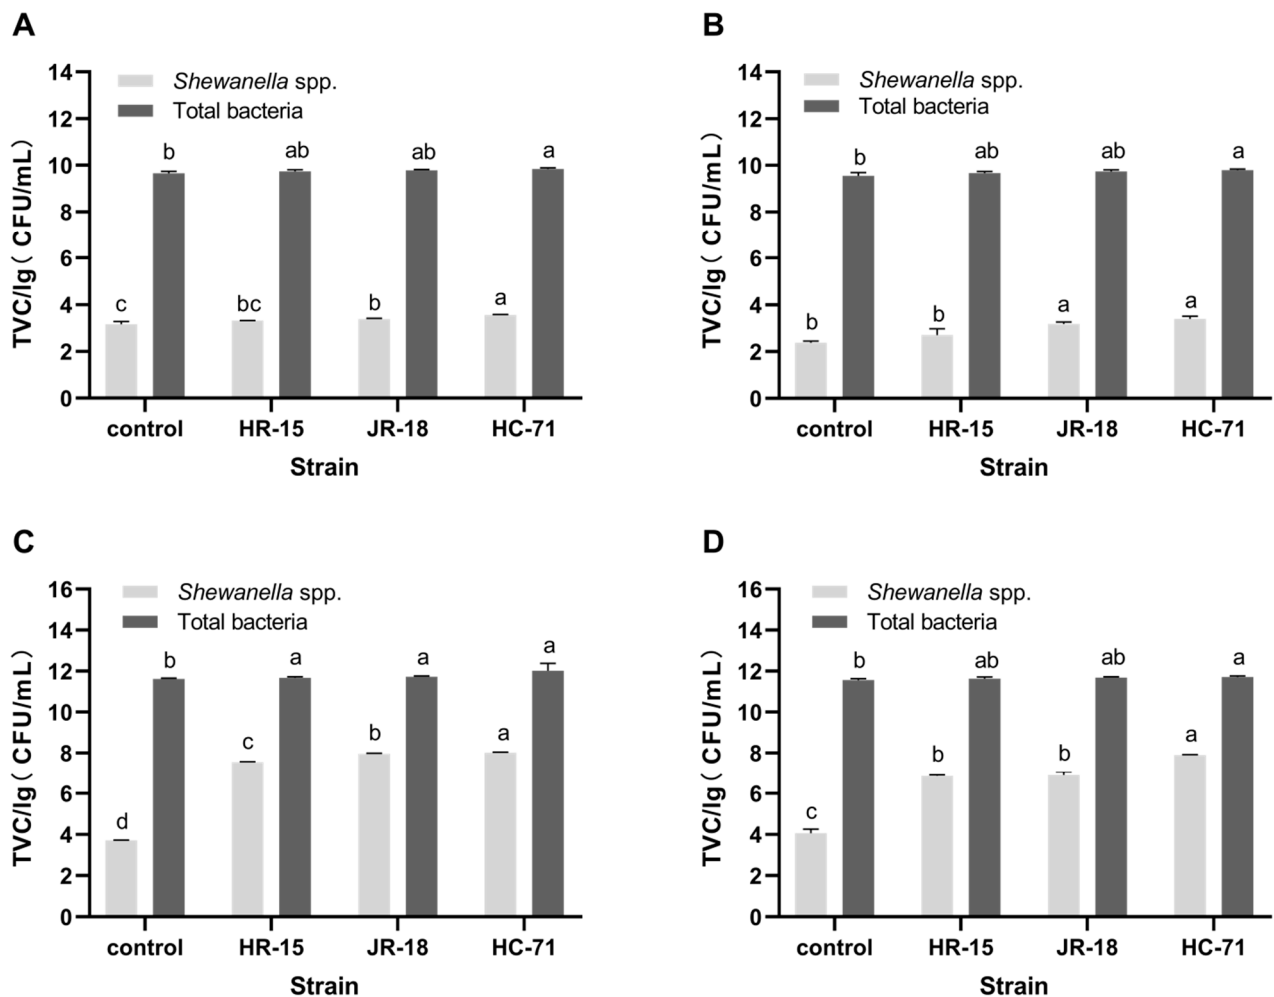 A
TVC/lg( CFU/mL)
14
12
10
8
6
4
2
0
Shewanella spp.
Total bacteria
c
b
bc
ab
b
ab
a
a
control
HR-15
JR-18
HC-71
Strain
B
TVC/lg( CFU/mL)
14
12
10
8
6
4
2
0
Shewanella spp.
Total bacteria
b
b
b
ab
a
ab
a
a
control
HR-15
JR-18
HC-71
Strain
C
TVC/lg( CFU/mL)
16
14
12
10
8
6
4
2
0
Shewanella spp.
Total bacteria
d
b
c
a
b
a
a
a
control
HR-15
JR-18
HC-71
Strain
D
TVC/lg( CFU/mL)
16
14
12
10
8
6
4
2
0
Shewanella spp.
Total bacteria
c
b
b
ab
b
ab
a
a
control
HR-15
JR-18
HC-71
Strain